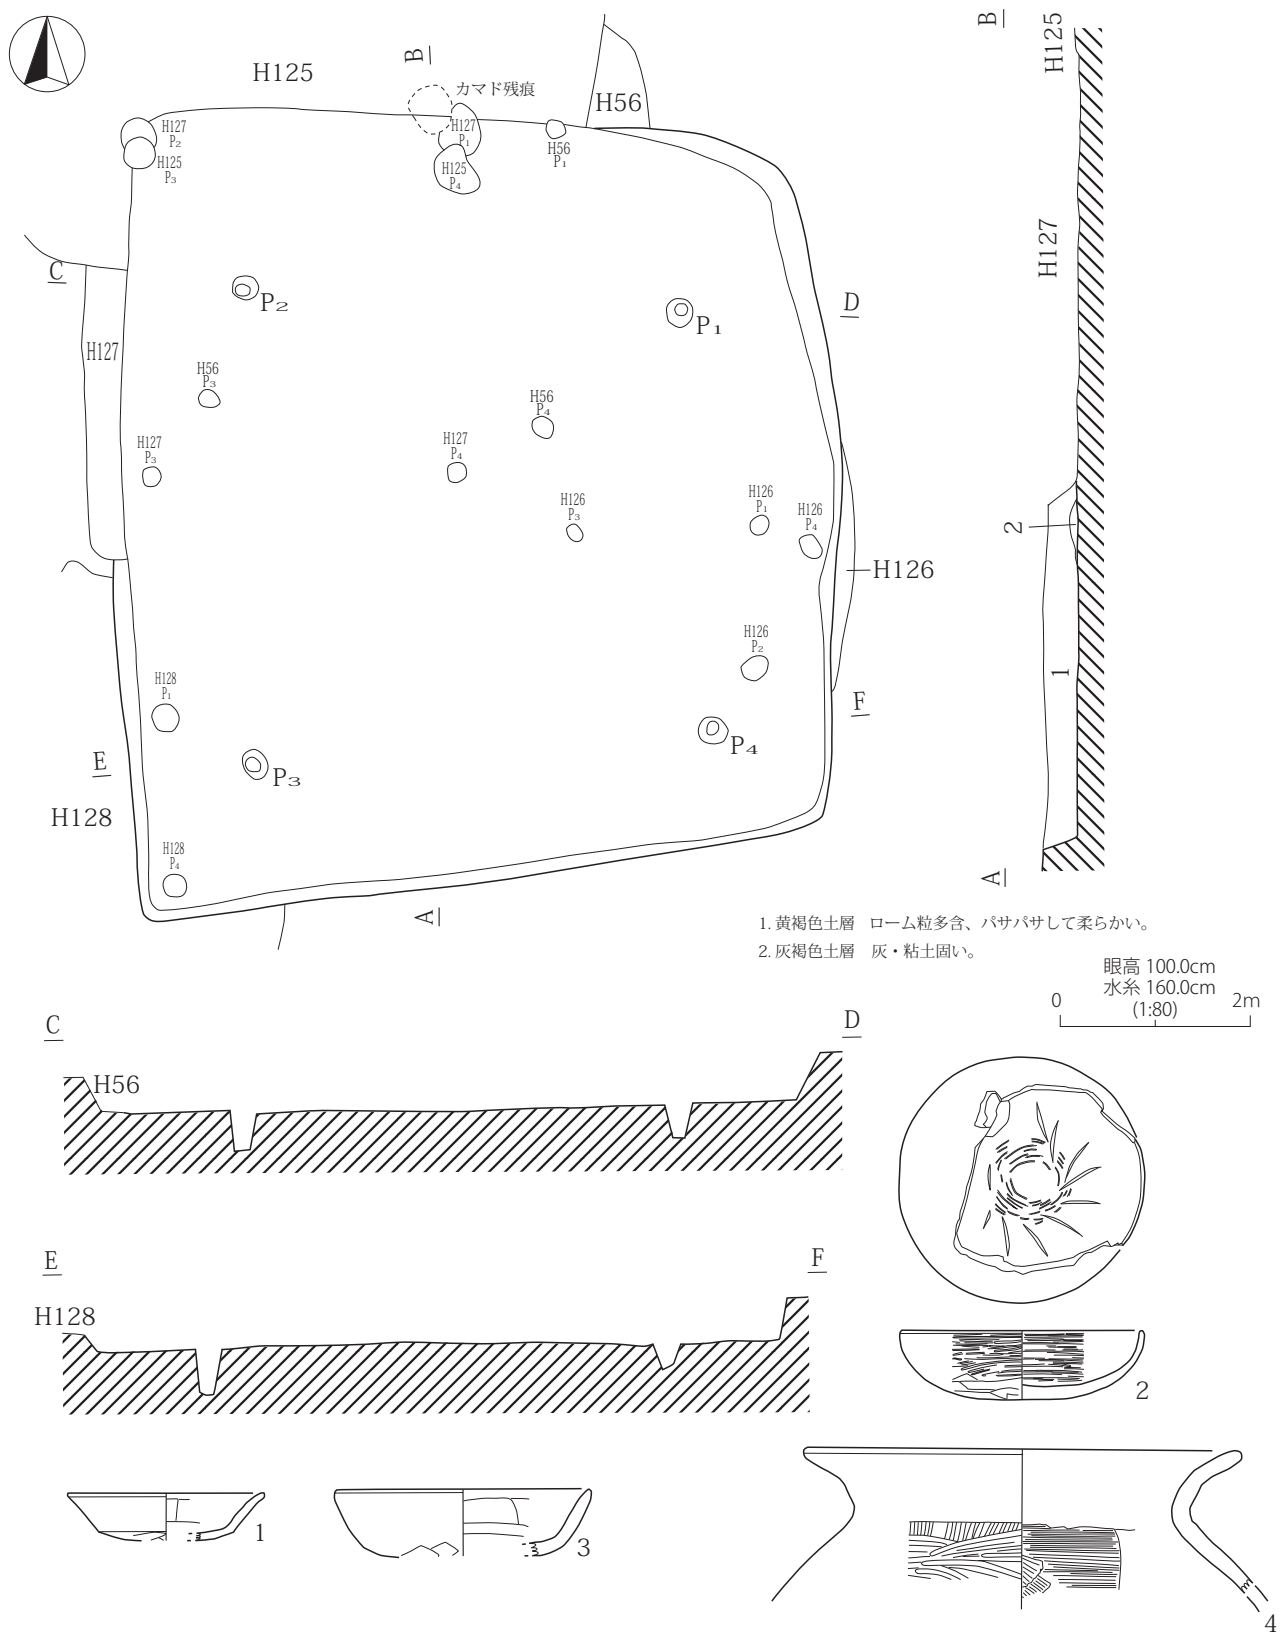 B
H125
カマド残痕
H56
H127
P₂
H125
P₃
H127
P₁
H125
P₄
H56
P₁
C
P₂
P₁
D
H127
H56
P₃
H56
P₄
H127
P₃
H127
P₄
H126
P₃
H126
P₁
H126
P₄
H126
H126
P₂
H128
P₁
F
P₄
E
P₃
H128
H128
P₄
A
B
H125
H127
2
1
A
1. 黄褐色土層　ローム粒多含、パサパサして柔らかい。
2. 灰褐色土層　灰・粘土固い。
眼高 100.0cm
水糸 160.0cm
0 (1:80) 2m
C
D
H56
E
F
H128
1
3
2
4